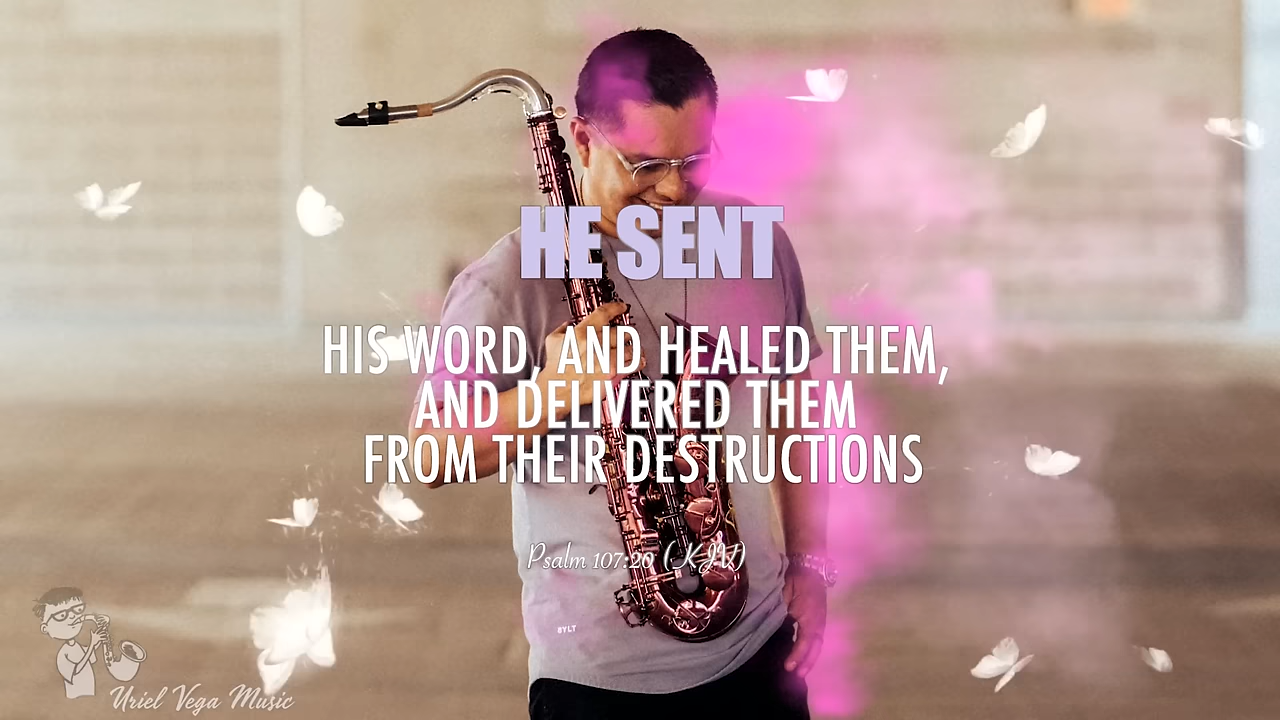 HE SENT
HIS WORD, AND HEALED THEM,
AND DELIVERED THEM
FROM THEIR DESTRUCTIONS
Psalm 107:20 (KJV)
BYLT
Uriel Vega Music